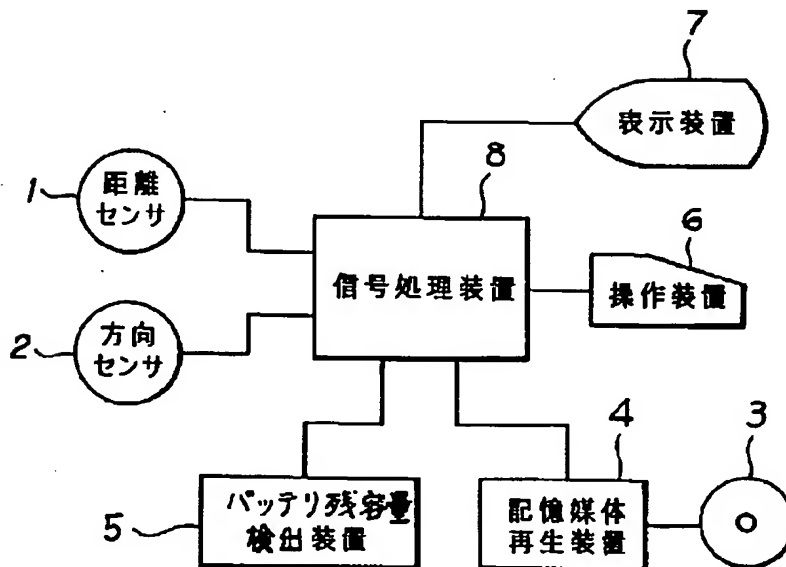 7
表示装置
8
1
距離
センサ
6
信号処理装置
操作装置
2
方向
センサ
4
3
5
バッテリ残容量
検出装置
記憶媒体
再生装置